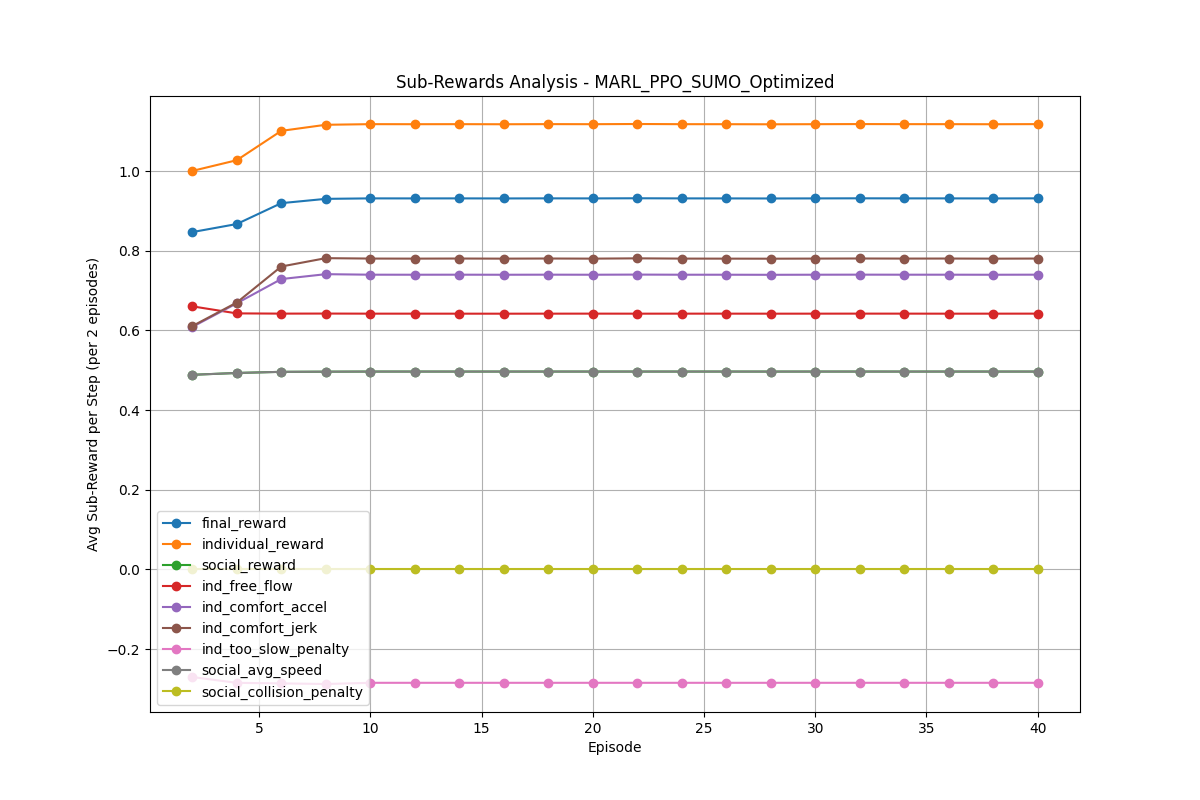 Sub-Rewards Analysis - MARL_PPO_SUMO_Optimized
Avg Sub-Reward per Step (per 2 episodes)
1.0
0.8
0.6
0.4
0.2
0.0
−0.2
final_reward
individual_reward
social_reward
ind_free_flow
ind_comfort_accel
ind_comfort_jerk
ind_too_slow_penalty
social_avg_speed
social_collision_penalty
5 10 15 20 25 30 35 40
Episode